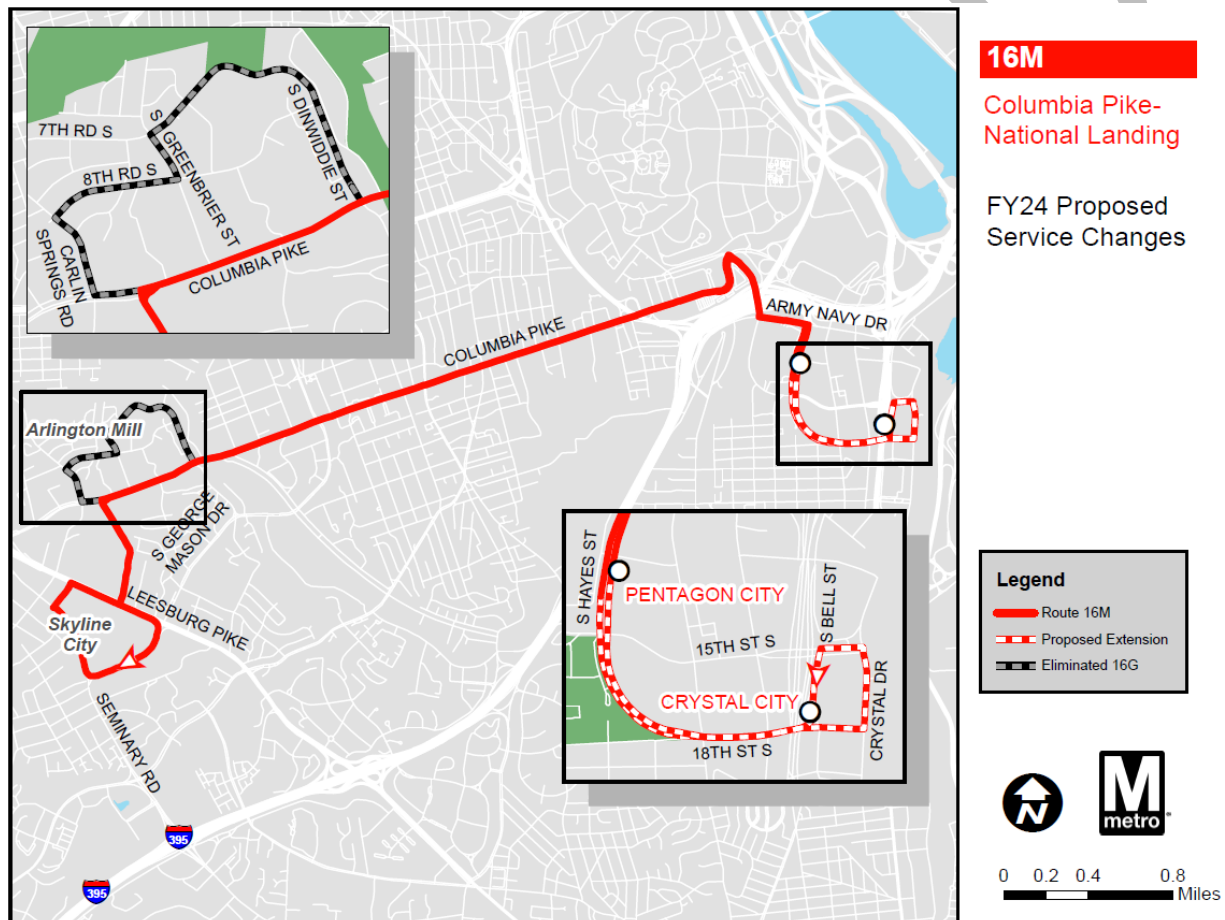 16M
Columbia Pike-
National Landing
FY24 Proposed
Service Changes
7TH RD S
8TH RD S
S GREENBRIER ST
S DINWIDDIE ST
CARLIN
SPRINGS RD
COLUMBIA PIKE
COLUMBIA PIKE
ARMY NAVY DR
Arlington Mill
S GEORGE
MASON DR
LEESBURG PIKE
Skyline
City
SEMINARY RD
395
395
S HAYES ST
PENTAGON CITY
15TH ST S
S BELL ST
CRYSTAL CITY
CRYSTAL DR
18TH ST S
Legend
Route 16M
Proposed Extension
Eliminated 16G
N
M
metro
0 0.2 0.4 0.8
Miles